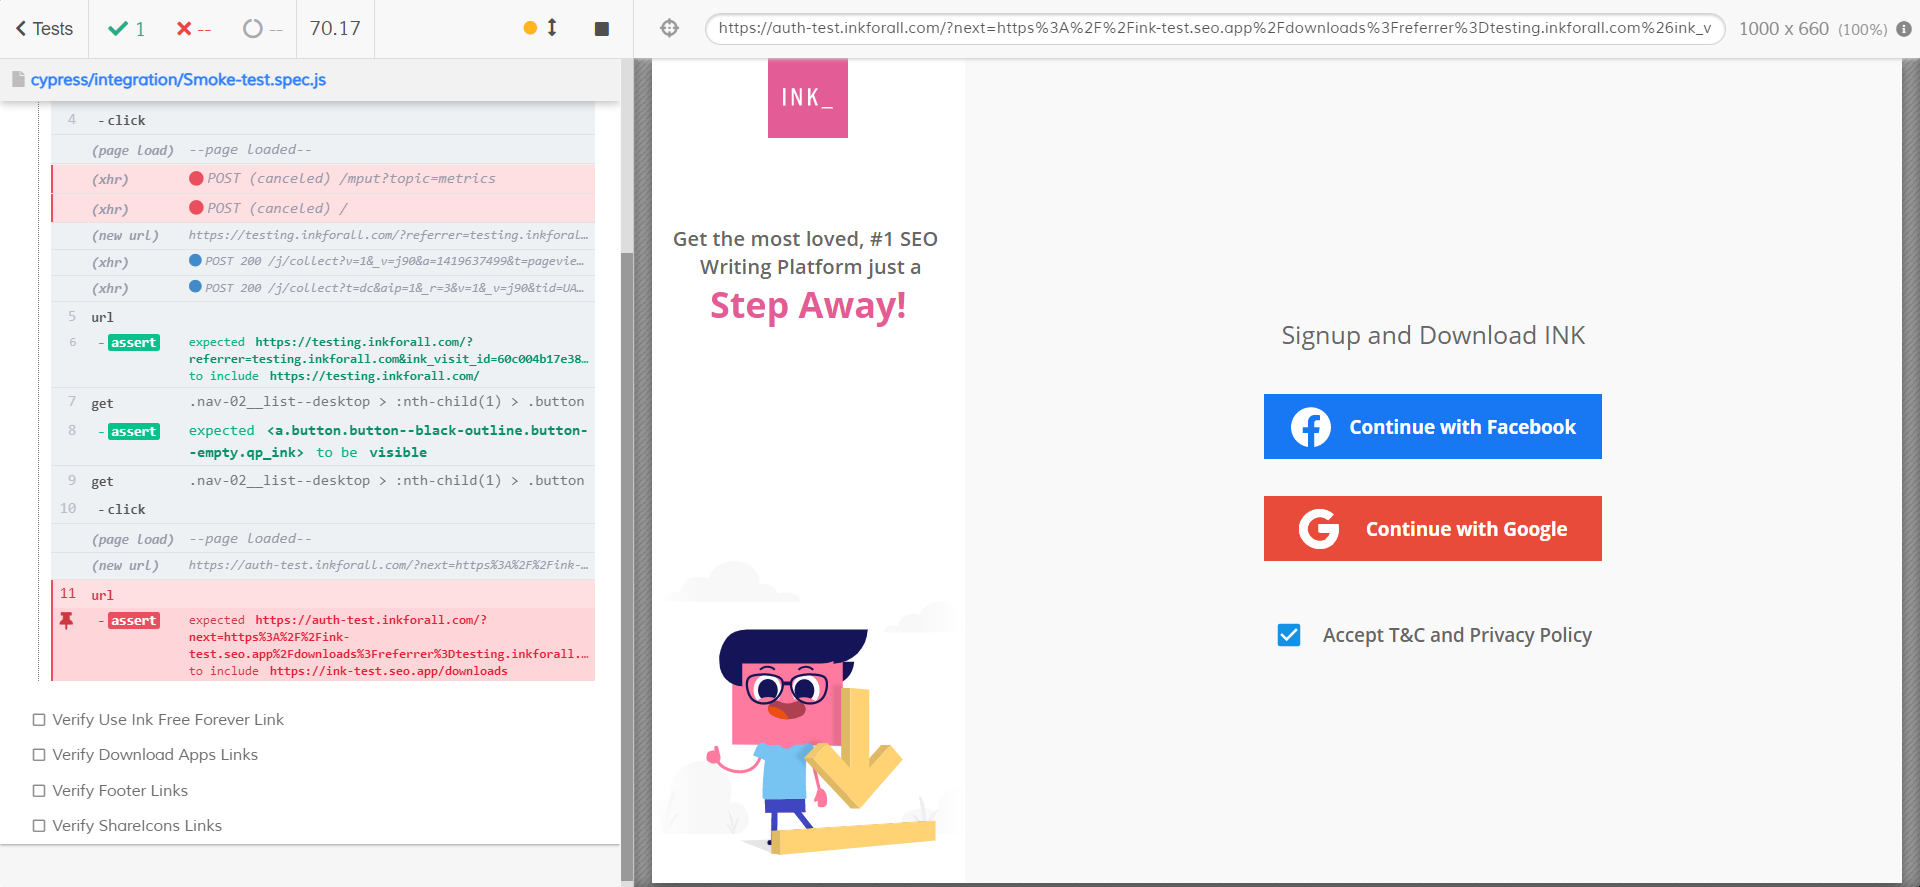 Tests
1
--
--
70.17
https://auth-test.inkforall.com/?next=https%3A%2F%2Fink-test.seo.app%2Fdownloads%3Freferrer%3Dtesting.inkforall.com%26ink_v
1000 x 660 (100%)
cypress/integration/Smoke-test.spec.js
4 -click
(page load) --page loaded--
(xhr) POST (canceled) /mput?topic=metrics
(xhr) POST (canceled) /
(new url) https://testing.inkforall.com/?referrer=testing.inkforal…
(xhr) POST 200 /j/collect?v=1&_v=j90&a=1419637499&t=pagevie…
(xhr) POST 200 /j/collect?t=dc&aip=1&_r=3&v=1&_v=j90&tid=UA…
5 url
6 -assert expected https://testing.inkforall.com/?
referrer=testing.inkforall.com&ink_visit_id=60c004b17e38…
to include https://testing.inkforall.com/
7 get .nav-02__list--desktop > :nth-child(1) > .button
8 -assert expected <a.button.button--black-outline.button-
-empty.qp_ink> to be visible
9 get .nav-02__list--desktop > :nth-child(1) > .button
10 -click
(page load) --page loaded--
(new url) https://auth-test.inkforall.com/?next=https%3A%2F%2Fink-…
11 url
-assert expected https://auth-test.inkforall.com/?
next=https%3A%2F%2Fink-
test.seo.app%2Fdownloads%3Freferrer%3Dtesting.inkforall.…
to include https://ink-test.seo.app/downloads
Verify Use Ink Free Forever Link
Verify Download Apps Links
Verify Footer Links
Verify ShareIcons Links
INK_
Get the most loved, #1 SEO
Writing Platform just a
Step Away!
Signup and Download INK
Continue with Facebook
Continue with Google
Accept T&C and Privacy Policy